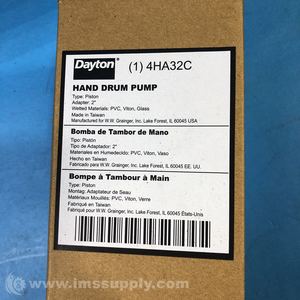 Dayton (1) 4HA32C
HAND DRUM PUMP
Type: Piston
Adapter: 2"
Wetted Materials: PVC, Viton, Glass
Made in Taiwan
Manufactured for W.W. Grainger, Inc. Lake Forest, IL 60045 USA
Bomba de Tambor de Mano
Tipo: Pistón
Tipo de Adaptador: 2"
Materiales en Humedecido: PVC, Viton, Vaso
Hecho en Taiwan
Fabricado para W.W. Grainger, Inc. Lake Forest, IL 60045 EE. UU.
Bompe à Tambour à Main
Type: Piston
Montag: Adaptateur de Seau
Matériaux Mouillés: PVC, Viton, Verre
Fabriqué en Taiwan
Fabriqué pour W.W. Grainger, Inc. Lake Forest, IL 60045 États-Unis
© www.imssupply.com